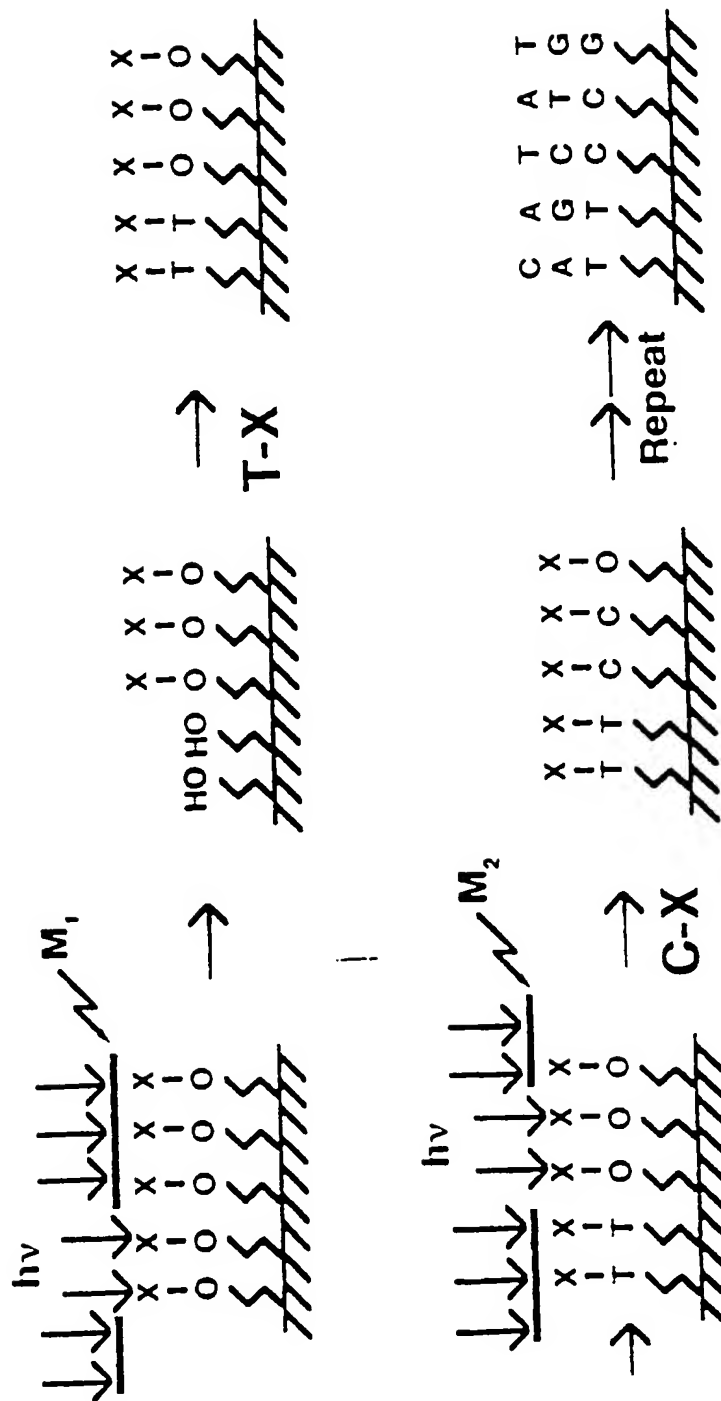 hν
M₁
X X X X X
O O O O O
X X X
HO HO O O O
T-X
X X X X X
T T O O O
hν
M₂
X X X X X
T T O O O
C-X
X X X X X
T T C C O
Repeat
C A T A T
A G C T G
T T C C G